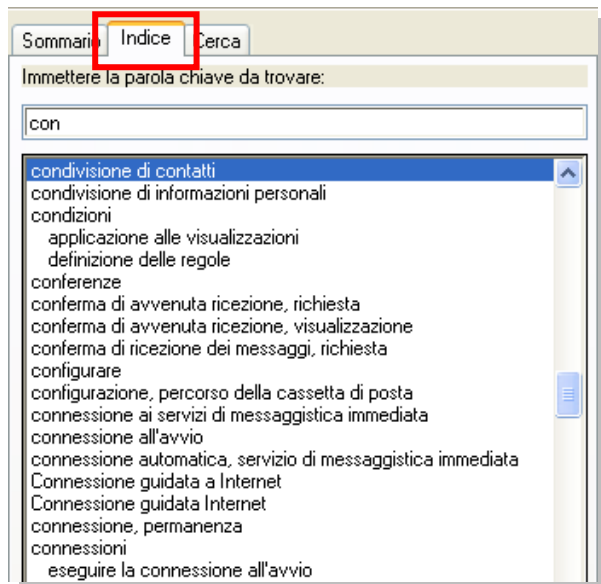 Sommario Indice Cerca
Immettere la parola chiave da trovare:
con
condivisione di contatti
condivisione di informazioni personali
condizioni
applicazione alle visualizzazioni
definizione delle regole
conferenze
conferma di avvenuta ricezione, richiesta
conferma di avvenuta ricezione, visualizzazione
conferma di ricezione dei messaggi, richiesta
configurare
configurazione, percorso della cassetta di posta
connessione ai servizi di messaggistica immediata
connessione all'avvio
connessione automatica, servizio di messaggistica immediata
Connessione guidata a Internet
Connessione guidata Internet
connessione, permanenza
connessioni
eseguire la connessione all'avvio